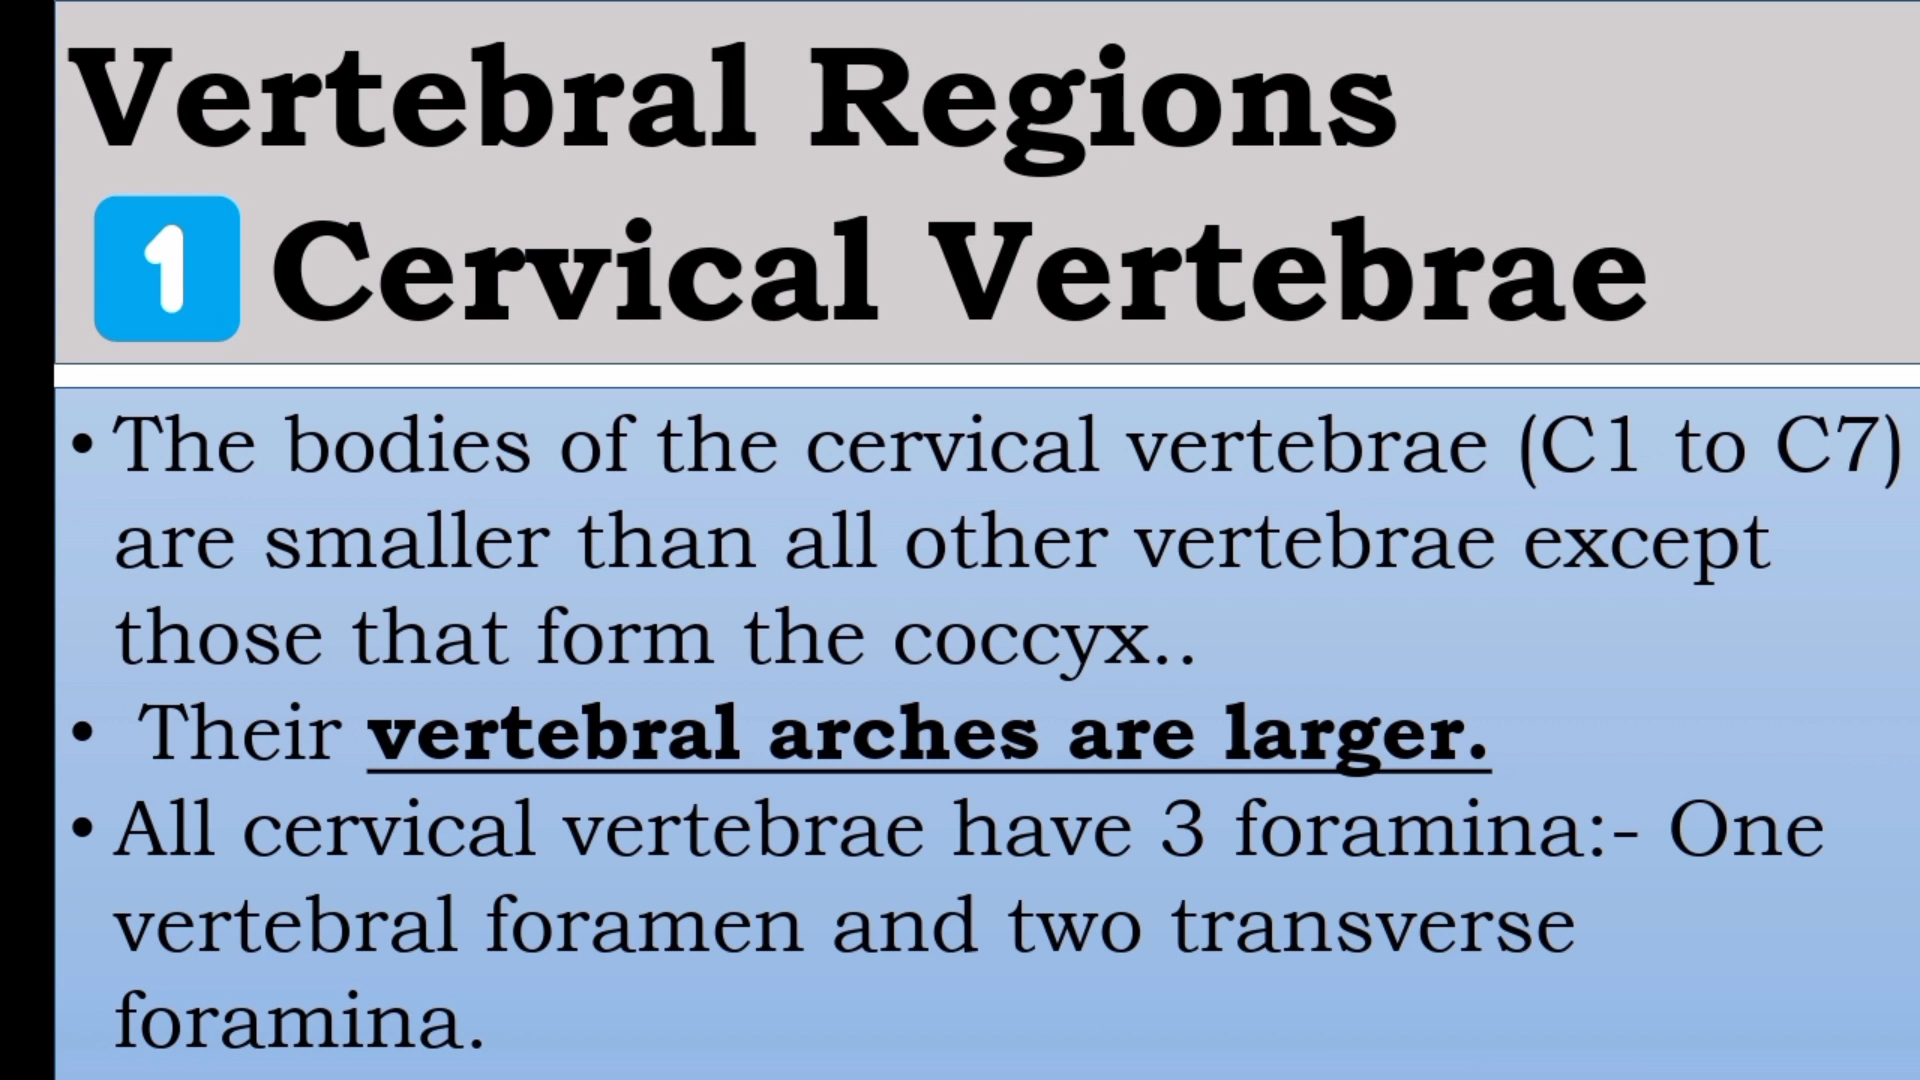 Vertebral Regions
1 Cervical Vertebrae
• The bodies of the cervical vertebrae (C1 to C7)
are smaller than all other vertebrae except
those that form the coccyx..
• Their vertebral arches are larger.
• All cervical vertebrae have 3 foramina:- One
vertebral foramen and two transverse
foramina.